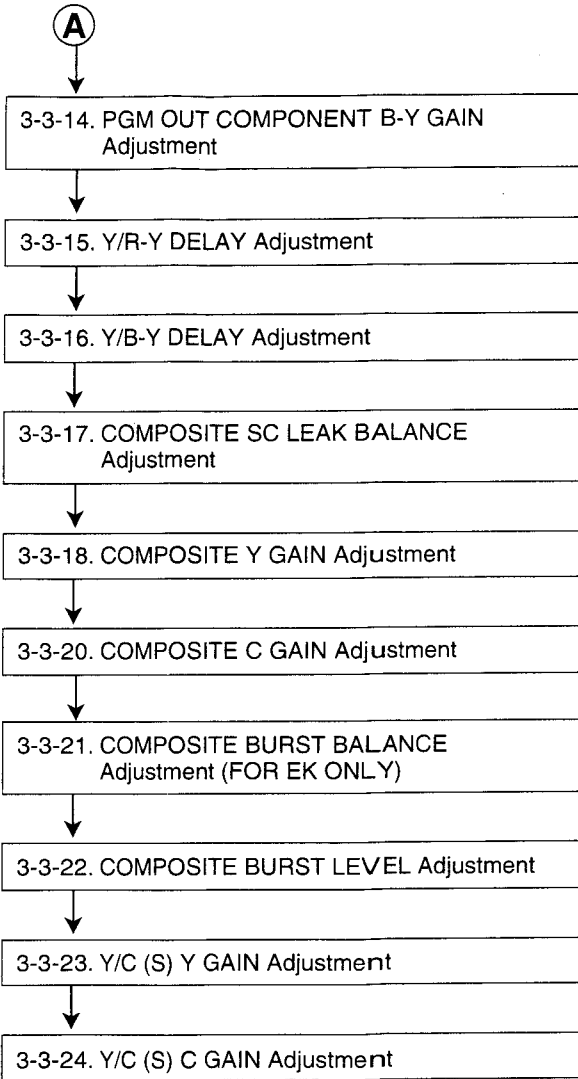 A
3-3-14. PGM OUT COMPONENT B-Y GAIN
Adjustment
3-3-15. Y/R-Y DELAY Adjustment
3-3-16. Y/B-Y DELAY Adjustment
3-3-17. COMPOSITE SC LEAK BALANCE
Adjustment
3-3-18. COMPOSITE Y GAIN Adjustment
3-3-20. COMPOSITE C GAIN Adjustment
3-3-21. COMPOSITE BURST BALANCE
Adjustment (FOR EK ONLY)
3-3-22. COMPOSITE BURST LEVEL Adjustment
3-3-23. Y/C (S) Y GAIN Adjustment
3-3-24. Y/C (S) C GAIN Adjustment